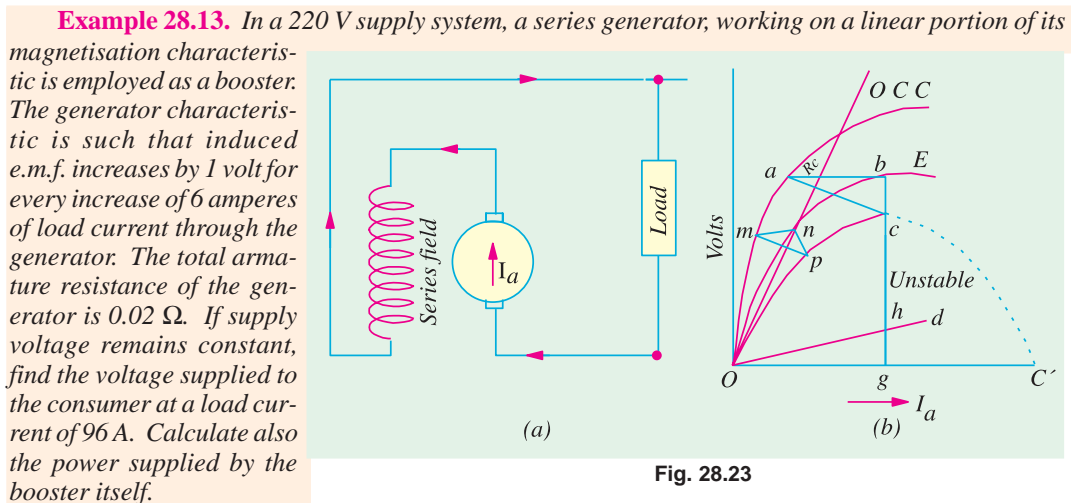 Example 28.13. In a 220 V supply system, a series generator, working on a linear portion of its
magnetisation characteris-
tic is employed as a booster.
The generator characteris-
tic is such that induced
e.m.f. increases by 1 volt for
every increase of 6 amperes
of load current through the
generator. The total arma-
ture resistance of the gen-
erator is 0.02 Ω. If supply
voltage remains constant,
find the voltage supplied to
the consumer at a load cur-
rent of 96 A. Calculate also
the power supplied by the
booster itself.
Series field
Ia
Load
(a)
Volts
O C C
Rc
a
b
E
m
n
p
c
Unstable
h
d
O
g
C´
Ia
(b)
Fig. 28.23